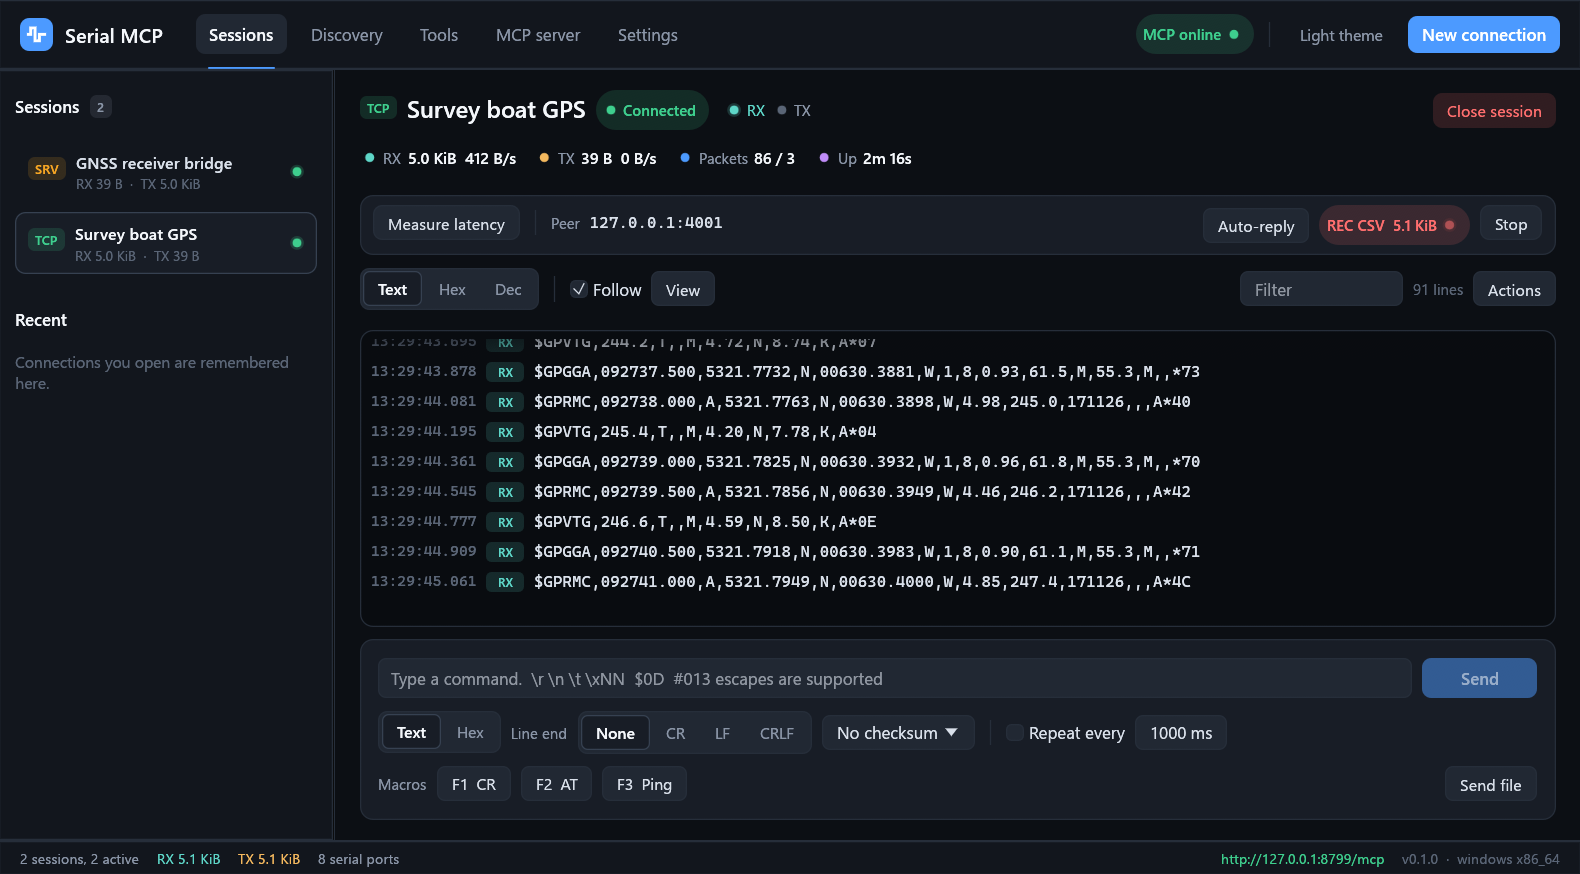 Serial MCP
Sessions
Discovery
Tools
MCP server
Settings
MCP online
Light theme
New connection
Sessions 2
SRV GNSS receiver bridge
RX 39 B · TX 5.0 KiB
TCP Survey boat GPS
RX 5.0 KiB · TX 39 B
Recent
Connections you open are remembered
here.
TCP Survey boat GPS Connected RX TX
Close session
RX 5.0 KiB 412 B/s TX 39 B 0 B/s Packets 86 / 3 Up 2m 16s
Measure latency Peer 127.0.0.1:4001 Auto-reply REC CSV 5.1 KiB Stop
Text Hex Dec Follow View Filter 91 lines Actions
13:29:43.695 RX $GPVTG,244.2,T,,M,4.72,N,8.74,K,A*07
13:29:43.878 RX $GPGGA,092737.500,5321.7732,N,00630.3881,W,1,8,0.93,61.5,M,55.3,M,,*73
13:29:44.081 RX $GPRMC,092738.000,A,5321.7763,N,00630.3898,W,4.98,245.0,171126,,,A*40
13:29:44.195 RX $GPVTG,245.4,T,,M,4.20,N,7.78,K,A*04
13:29:44.361 RX $GPGGA,092739.000,5321.7825,N,00630.3932,W,1,8,0.96,61.8,M,55.3,M,,*70
13:29:44.545 RX $GPRMC,092739.500,A,5321.7856,N,00630.3949,W,4.46,246.2,171126,,,A*42
13:29:44.777 RX $GPVTG,246.6,T,,M,4.59,N,8.50,K,A*0E
13:29:44.909 RX $GPGGA,092740.500,5321.7918,N,00630.3983,W,1,8,0.90,61.1,M,55.3,M,,*71
13:29:45.061 RX $GPRMC,092741.000,A,5321.7949,N,00630.4000,W,4.85,247.4,171126,,,A*4C
Type a command. \r \n \t \xNN $0D #013 escapes are supported
Send
Text Hex Line end None CR LF CRLF No checksum Repeat every 1000 ms
Macros F1 CR F2 AT F3 Ping Send file
2 sessions, 2 active RX 5.1 KiB TX 5.1 KiB 8 serial ports http://127.0.0.1:8799/mcp v0.1.0 · windows x86_64